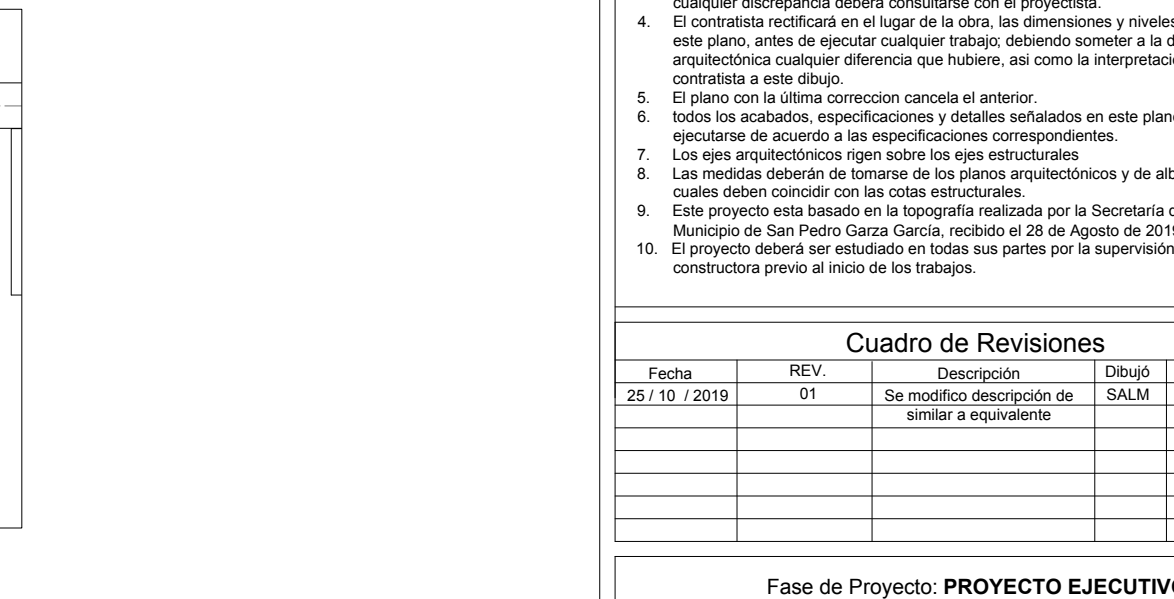 cualquier discrepancia deberá consultarse con el proyectista.
4. El contratista rectificará en el lugar de la obra, las dimensiones y niveles
este plano, antes de ejecutar cualquier trabajo; debiendo someter a la d
arquitectónica cualquier diferencia que hubiere, asi como la interpretaci
contratista a este dibujo.
5. El plano con la última correccion cancela el anterior.
6. todos los acabados, especificaciones y detalles señalados en este plan
ejecutarse de acuerdo a las especificaciones correspondientes.
7. Los ejes arquitectónicos rigen sobre los ejes estructurales
8. Las medidas deberán de tomarse de los planos arquitectónicos y de alb
cuales deben coincidir con las cotas estructurales.
9. Este proyecto esta basado en la topografía realizada por la Secretaría d
Municipio de San Pedro Garza García, recibido el 28 de Agosto de 2019
10. El proyecto deberá ser estudiado en todas sus partes por la supervisión
constructora previo al inicio de los trabajos.
Cuadro de Revisiones
Fecha REV. Descripción Dibujó
25 / 10 / 2019 01 Se modifico descripción de SALM
similar a equivalente
Fase de Proyecto: PROYECTO EJECUTIVO